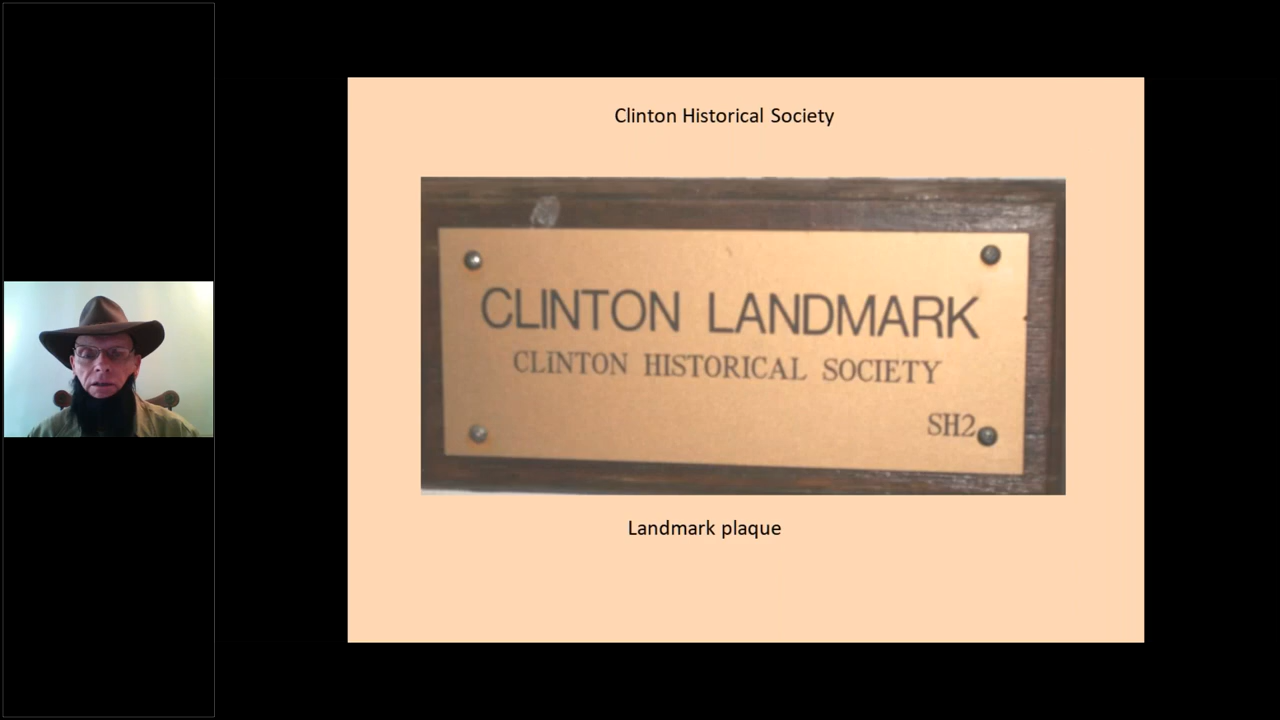 Clinton Historical Society
CLINTON LANDMARK
CLINTON HISTORICAL SOCIETY
SH2
Landmark plaque